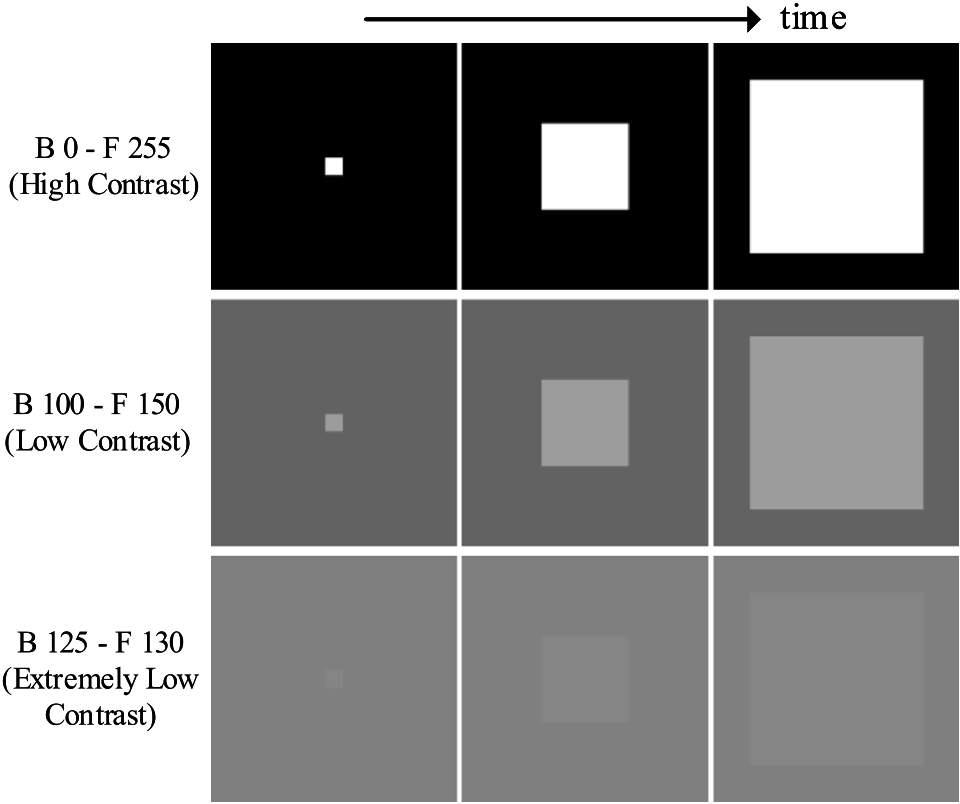 time
B 0 - F 255
(High Contrast)
B 100 - F 150
(Low Contrast)
B 125 - F 130
(Extremely Low
Contrast)